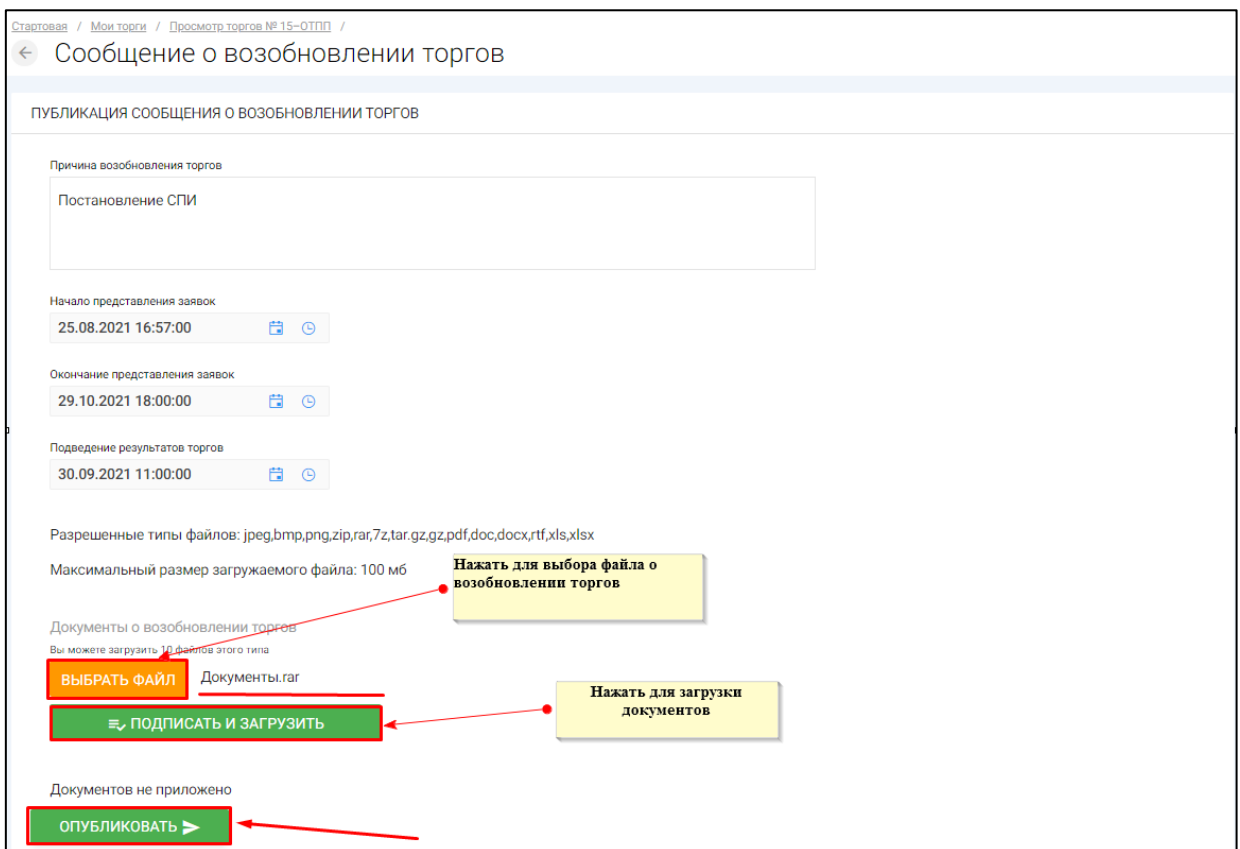 Стартовая / Мои торги / Просмотр торгов № 15–ОТПП /
Сообщение о возобновлении торгов
ПУБЛИКАЦИЯ СООБЩЕНИЯ О ВОЗОБНОВЛЕНИИ ТОРГОВ
Причина возобновления торгов
Постановление СПИ
Начало представления заявок
25.08.2021 16:57:00
Окончание представления заявок
29.10.2021 18:00:00
Подведение результатов торгов
30.09.2021 11:00:00
Разрешенные типы файлов: jpeg,bmp,png,zip,rar,7z,tar.gz,gz,pdf,doc,docx,rtf,xls,xlsx
Максимальный размер загружаемого файла: 100 мб
Нажать для выбора файла о
возобновлении торгов
Документы о возобновлении торгов
Вы можете загрузить 10 файлов этого типа
ВЫБРАТЬ ФАЙЛ Документы.rar
Нажать для загрузки
документов
ПОДПИСАТЬ И ЗАГРУЗИТЬ
Документов не приложено
ОПУБЛИКОВАТЬ